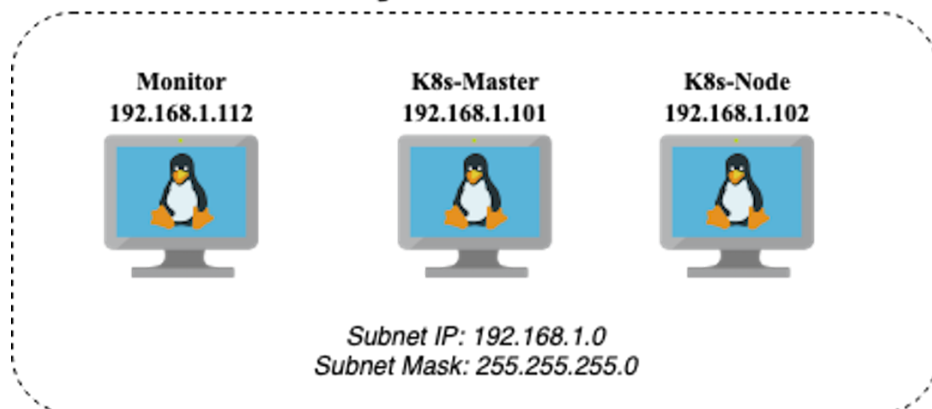 Monitor
192.168.1.112
K8s-Master
192.168.1.101
K8s-Node
192.168.1.102
Subnet IP: 192.168.1.0
Subnet Mask: 255.255.255.0